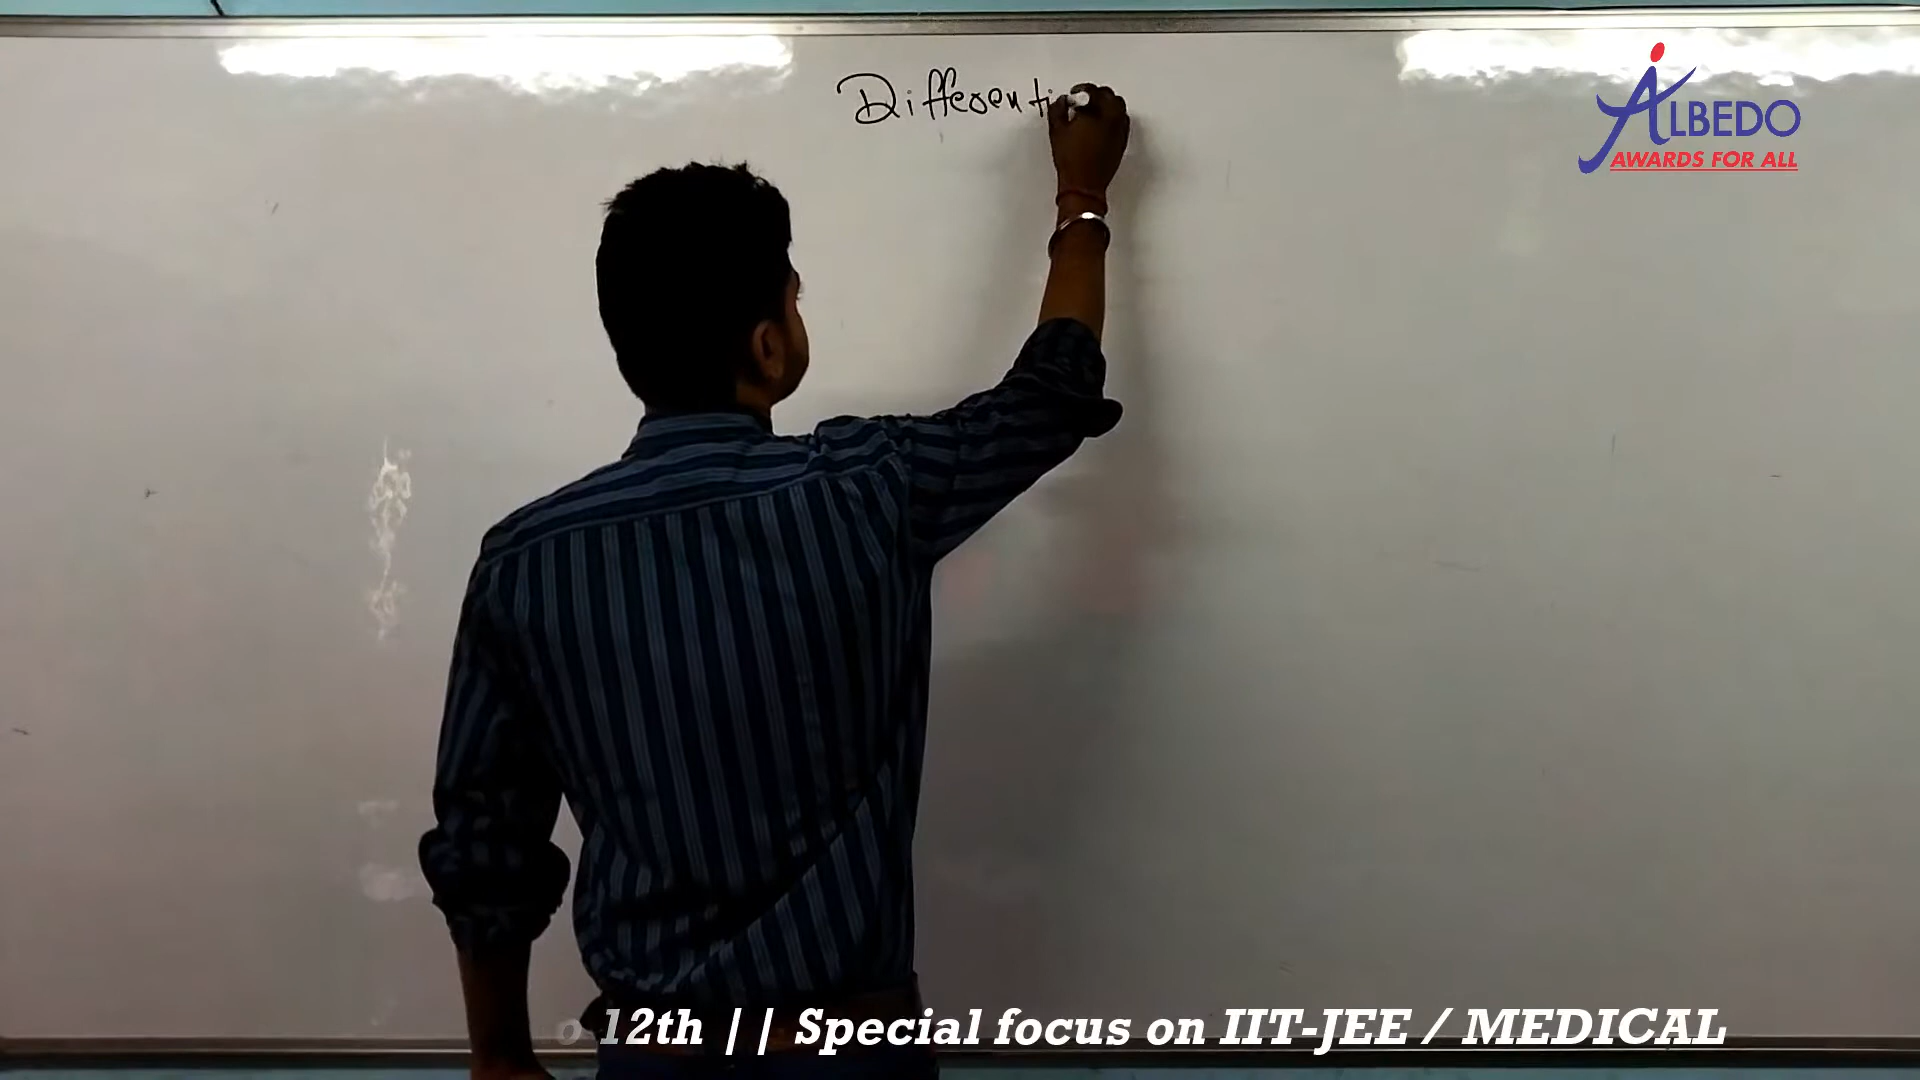 Differenti
ALBEDO
AWARDS FOR ALL
o 12th || Special focus on IIT-JEE / MEDICAL